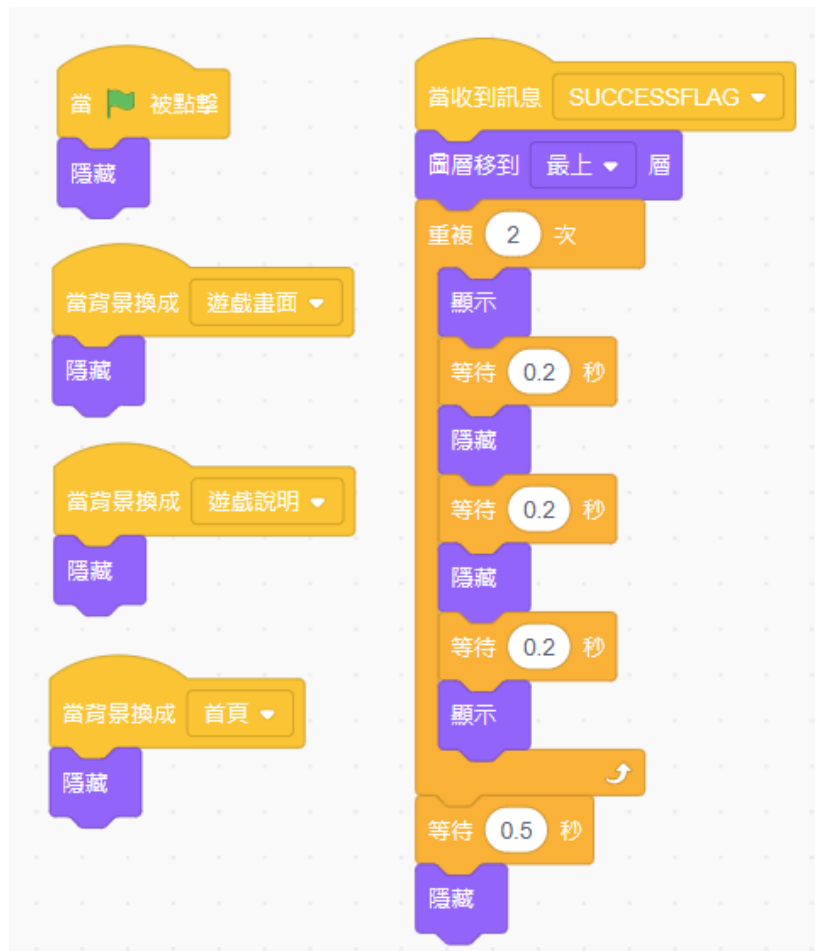 當 被點擊
隱藏
當背景換成 遊戲畫面
隱藏
當背景換成 遊戲說明
隱藏
當背景換成 首頁
隱藏
當收到訊息 SUCCESSFLAG
圖層移到 最上 層
重複 2 次
顯示
等待 0.2 秒
隱藏
等待 0.2 秒
隱藏
等待 0.2 秒
顯示
等待 0.5 秒
隱藏